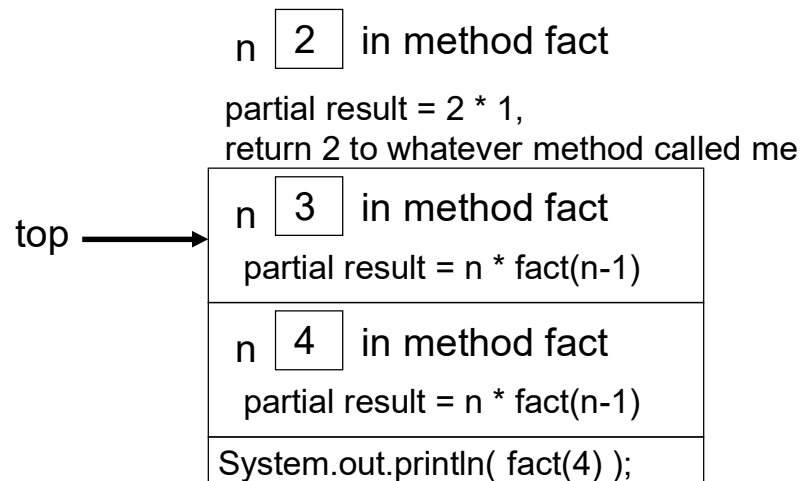 n 2 in method fact
partial result = 2 * 1,
return 2 to whatever method called me
n 3 in method fact
top
partial result = n * fact(n-1)
n 4 in method fact
partial result = n * fact(n-1)
System.out.println( fact(4) );